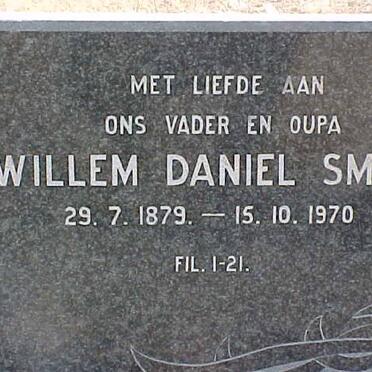 MET LIEFDE AAN
ONS VADER EN OUPA
WILLEM DANIEL SM
29. 7. 1879. — 15. 10. 1970
FIL. 1-21.